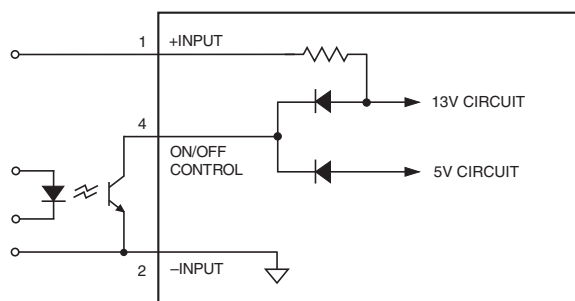 1 +INPUT
13V CIRCUIT
4
ON/OFF
CONTROL
5V CIRCUIT
2 –INPUT